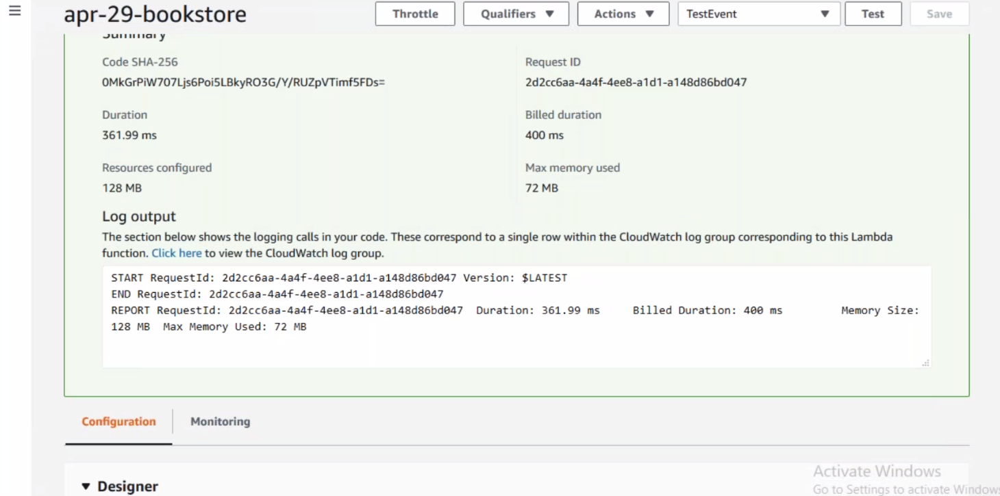 apr-29-bookstore
Throttle
Qualifiers
Actions
TestEvent
Test
Save
Summary
Code SHA-256
0MkGrPiW707Ljs6Poi5LBkyRO3G/Y/RUZpVTimf5FDs=
Request ID
2d2cc6aa-4a4f-4ee8-a1d1-a148d86bd047
Duration
361.99 ms
Billed duration
400 ms
Resources configured
128 MB
Max memory used
72 MB
Log output
The section below shows the logging calls in your code. These correspond to a single row within the CloudWatch log group corresponding to this Lambda
function. Click here to view the CloudWatch log group.
START RequestId: 2d2cc6aa-4a4f-4ee8-a1d1-a148d86bd047 Version: $LATEST
END RequestId: 2d2cc6aa-4a4f-4ee8-a1d1-a148d86bd047
REPORT RequestId: 2d2cc6aa-4a4f-4ee8-a1d1-a148d86bd047 Duration: 361.99 ms Billed Duration: 400 ms Memory Size:
128 MB Max Memory Used: 72 MB
Configuration
Monitoring
Designer
Activate Windows
Go to Settings to activate Windows